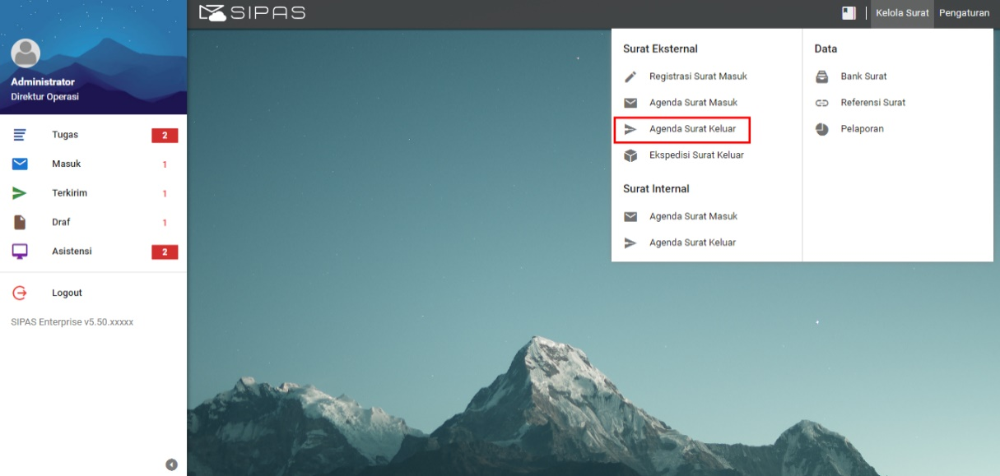 SIPAS
Kelola Surat
Pengaturan
Administrator
Direktur Operasi
Tugas 2
Masuk 1
Terkirim 1
Draf 1
Asistensi 2
Logout
SIPAS Enterprise v5.50.xxxxx
Surat Eksternal
Registrasi Surat Masuk
Agenda Surat Masuk
Agenda Surat Keluar
Ekspedisi Surat Keluar
Surat Internal
Agenda Surat Masuk
Agenda Surat Keluar
Data
Bank Surat
Referensi Surat
Pelaporan